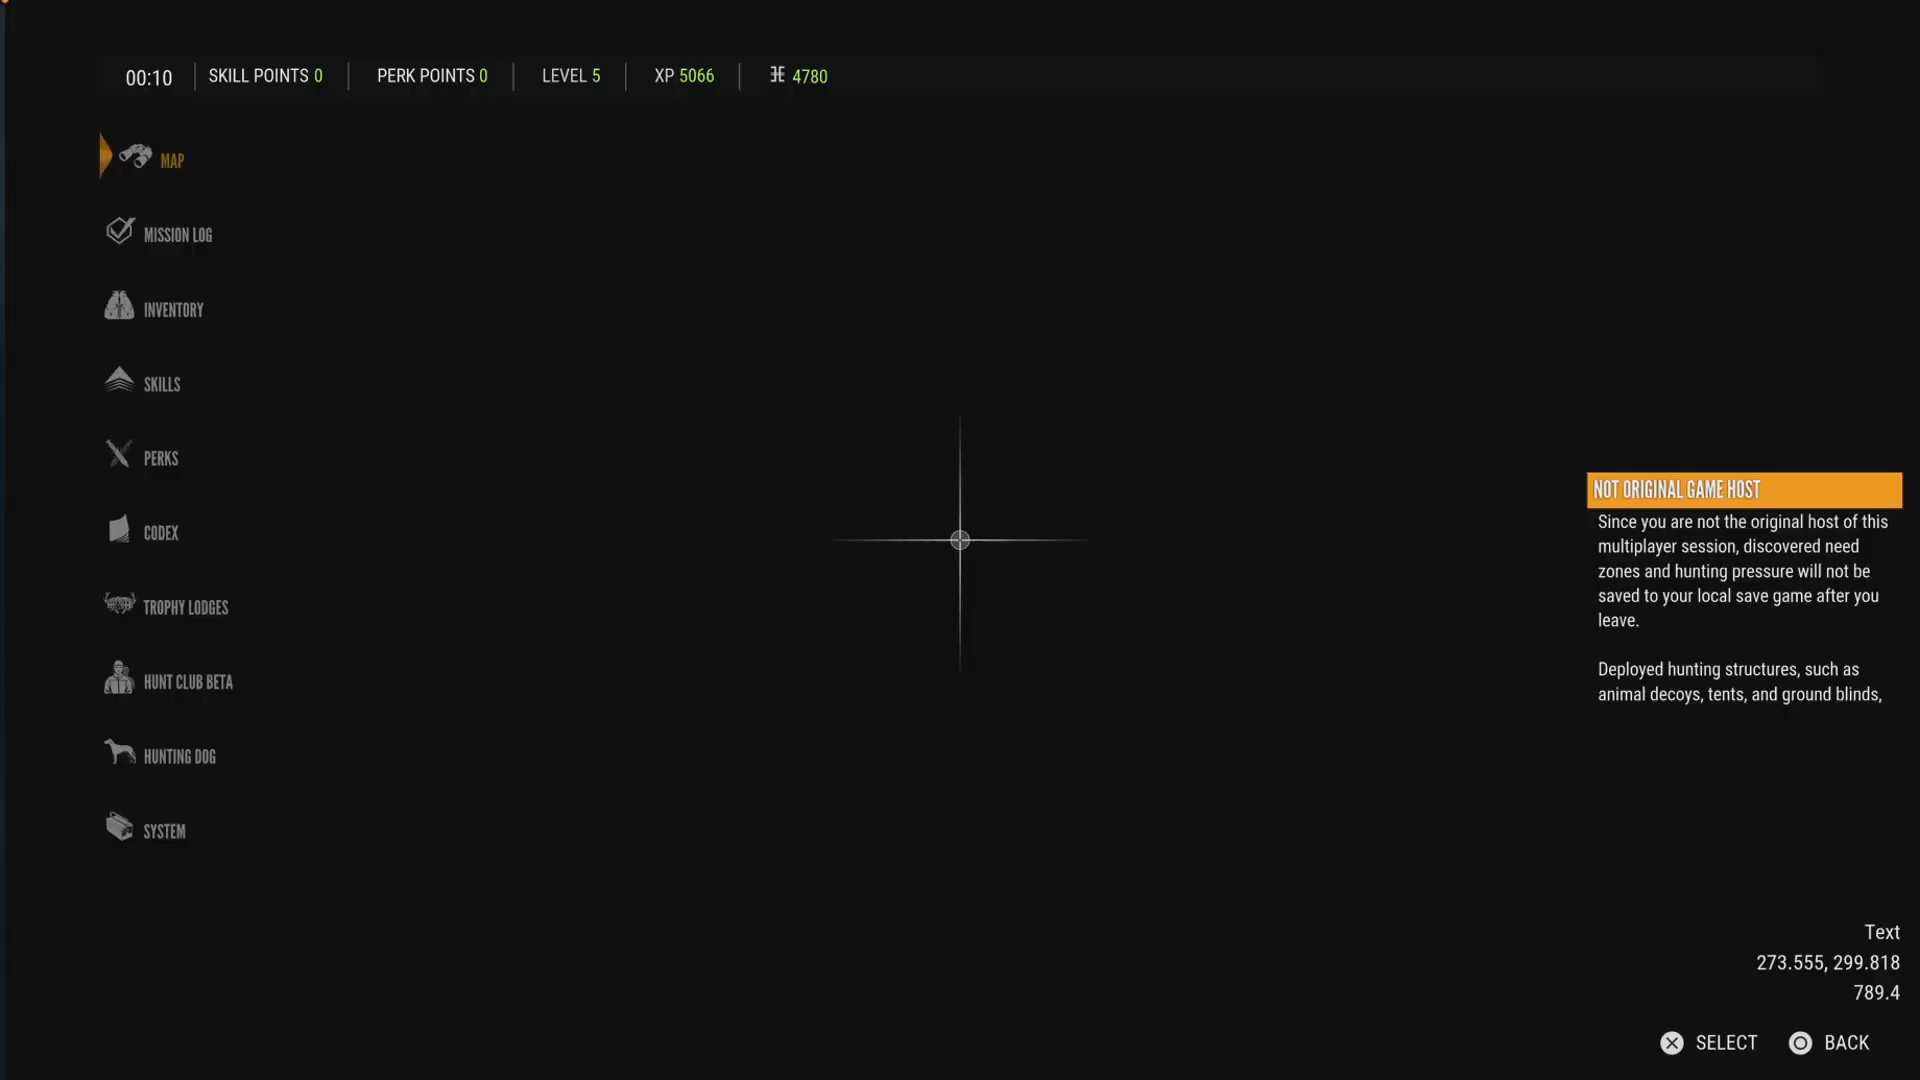 00:10
SKILL POINTS 0
PERK POINTS 0
LEVEL 5
XP 5066
4780
MAP
MISSION LOG
INVENTORY
SKILLS
PERKS
CODEX
TROPHY LODGES
HUNT CLUB BETA
HUNTING DOG
SYSTEM
NOT ORIGINAL GAME HOST
Since you are not the original host of this
multiplayer session, discovered need
zones and hunting pressure will not be
saved to your local save game after you
leave.
Deployed hunting structures, such as
animal decoys, tents, and ground blinds,
Text
273.555, 299.818
789.4
SELECT
BACK